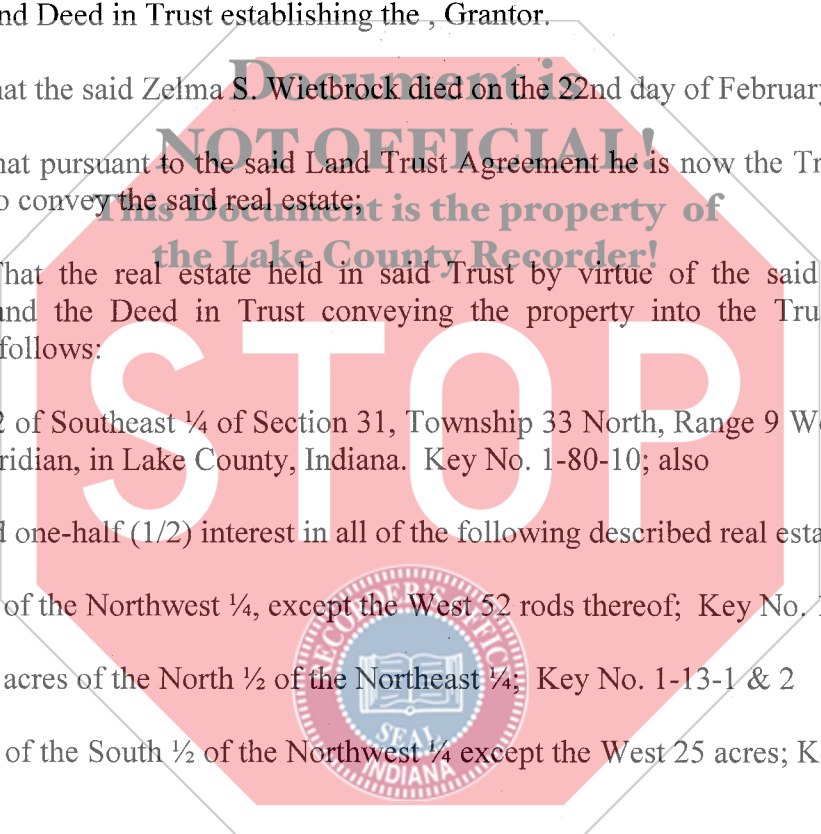 nd Deed in Trust establishing the , Grantor.
Document is
hat the said Zelma S. Wietbrock died on the 22nd day of February
NOT OFFICIAL!
hat pursuant to the said Land Trust Agreement he is now the Tr
o convey the said real estate;
This Document is the property of
the Lake County Recorder!
That the real estate held in said Trust by virtue of the said
and the Deed in Trust conveying the property into the Tru
follows:
STOP
2 of Southeast ¼ of Section 31, Township 33 North, Range 9 We
ridian, in Lake County, Indiana. Key No. 1-80-10; also
d one-half (1/2) interest in all of the following described real esta
of the Northwest ¼, except the West 52 rods thereof; Key No. 1
acres of the North ½ of the Northeast ¼; Key No. 1-13-1 & 2
of the South ½ of the Northwest ¼ except the West 25 acres; K
RECORDER'S OFFICE
SEAL
INDIANA